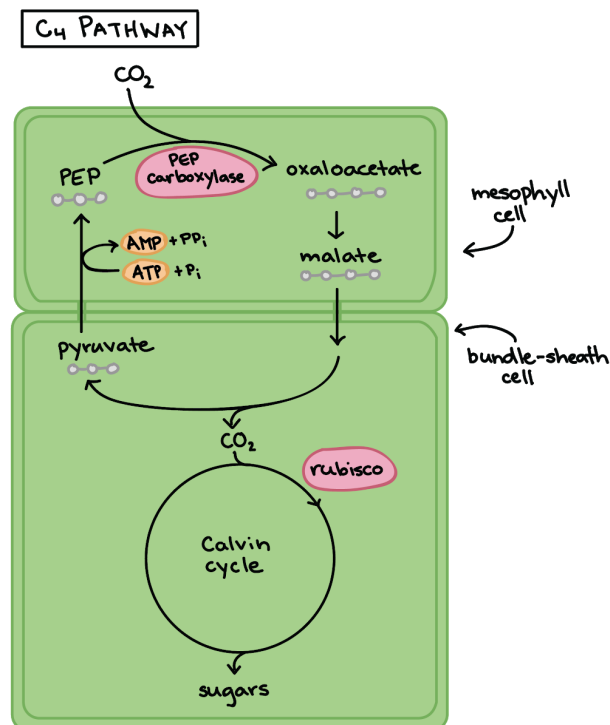 C4 PATHWAY
CO2
PEP
PEP
carboxylase
oxaloacetate
mesophyll
cell
AMP + PPi
ATP + Pi
malate
pyruvate
bundle-sheath
cell
CO2
rubisco
Calvin
cycle
sugars